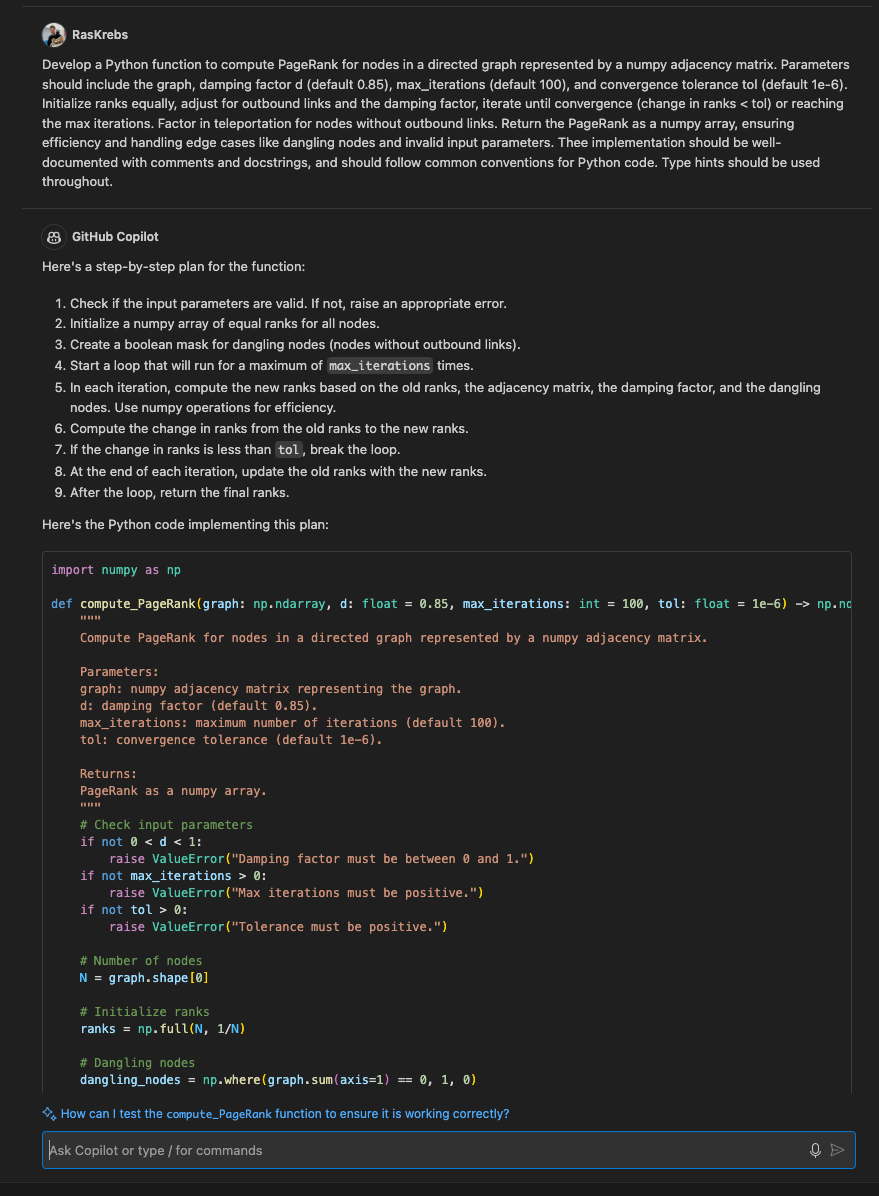 RasKrebs
Develop a Python function to compute PageRank for nodes in a directed graph represented by a numpy adjacency matrix. Parameters
should include the graph, damping factor d (default 0.85), max_iterations (default 100), and convergence tolerance tol (default 1e-6).
Initialize ranks equally, adjust for outbound links and the damping factor, iterate until convergence (change in ranks < tol) or reaching
the max iterations. Factor in teleportation for nodes without outbound links. Return the PageRank as a numpy array, ensuring
efficiency and handling edge cases like dangling nodes and invalid input parameters. Thee implementation should be well-
documented with comments and docstrings, and should follow common conventions for Python code. Type hints should be used
throughout.
GitHub Copilot
Here's a step-by-step plan for the function:
1. Check if the input parameters are valid. If not, raise an appropriate error.
2. Initialize a numpy array of equal ranks for all nodes.
3. Create a boolean mask for dangling nodes (nodes without outbound links).
4. Start a loop that will run for a maximum of max_iterations times.
5. In each iteration, compute the new ranks based on the old ranks, the adjacency matrix, the damping factor, and the dangling
nodes. Use numpy operations for efficiency.
6. Compute the change in ranks from the old ranks to the new ranks.
7. If the change in ranks is less than tol, break the loop.
8. At the end of each iteration, update the old ranks with the new ranks.
9. After the loop, return the final ranks.
Here's the Python code implementing this plan:
import numpy as np
def compute_PageRank(graph: np.ndarray, d: float = 0.85, max_iterations: int = 100, tol: float = 1e-6) -> np.nd
"""
Compute PageRank for nodes in a directed graph represented by a numpy adjacency matrix.
Parameters:
graph: numpy adjacency matrix representing the graph.
d: damping factor (default 0.85).
max_iterations: maximum number of iterations (default 100).
tol: convergence tolerance (default 1e-6).
Returns:
PageRank as a numpy array.
"""
# Check input parameters
if not 0 < d < 1:
raise ValueError("Damping factor must be between 0 and 1.")
if not max_iterations > 0:
raise ValueError("Max iterations must be positive.")
if not tol > 0:
raise ValueError("Tolerance must be positive.")
# Number of nodes
N = graph.shape[0]
# Initialize ranks
ranks = np.full(N, 1/N)
# Dangling nodes
dangling_nodes = np.where(graph.sum(axis=1) == 0, 1, 0)
How can I test the compute_PageRank function to ensure it is working correctly?
Ask Copilot or type / for commands